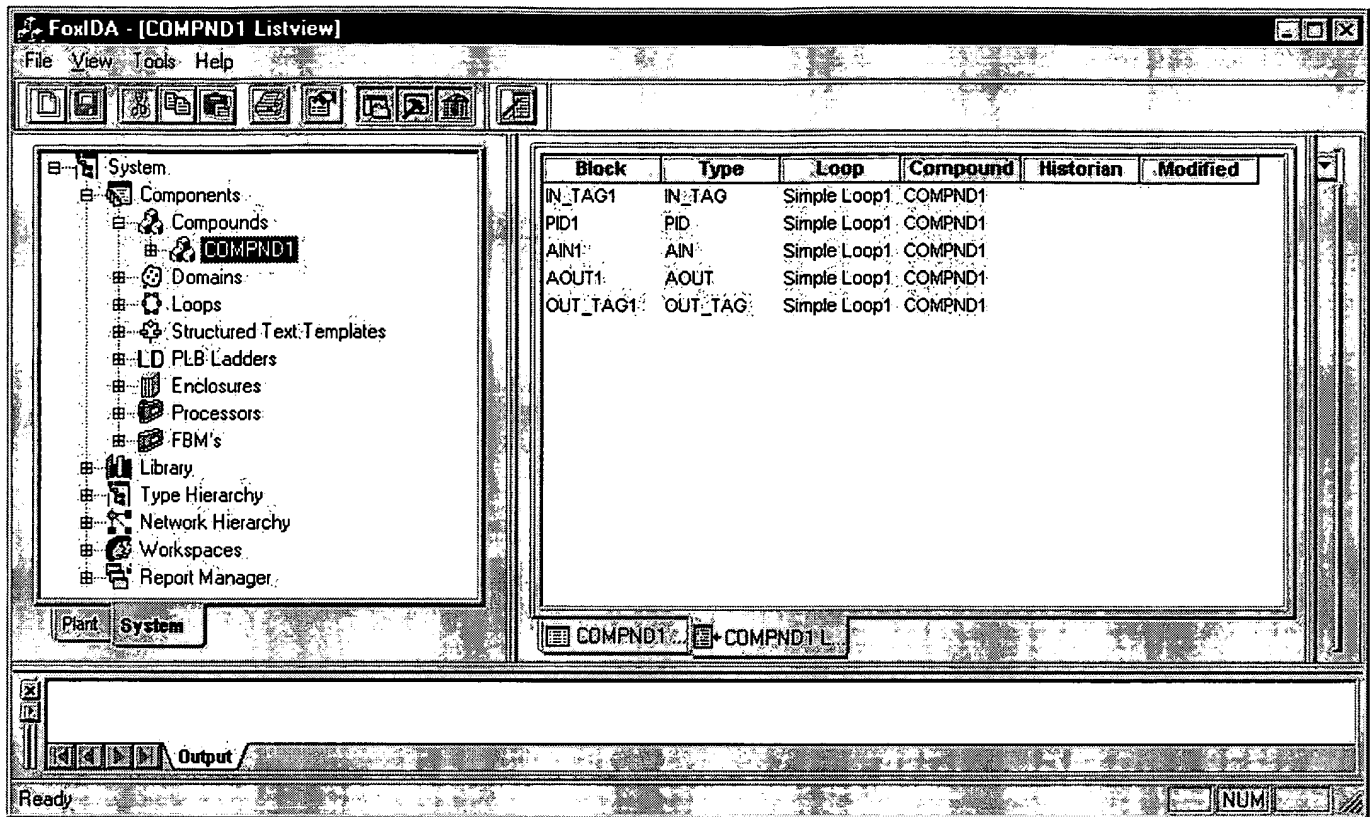 FoxIDA - [COMPND1 Listview]
File View Tools Help
System
Components
Compounds
COMPND1
Domains
Loops
Structured Text Templates
LD PLB Ladders
Enclosures
Processors
FBM's
Library
Type Hierarchy
Network Hierarchy
Workspaces
Report Manager
Plant System
Block Type Loop Compound Historian Modified
IN_TAG1 IN_TAG Simple Loop1 COMPND1
PID1 PID Simple Loop1 COMPND1
AIN1 AIN Simple Loop1 COMPND1
AOUT1 AOUT Simple Loop1 COMPND1
OUT_TAG1 OUT_TAG Simple Loop1 COMPND1
COMPND1 ... COMPND1 L...
Output
Ready NUM